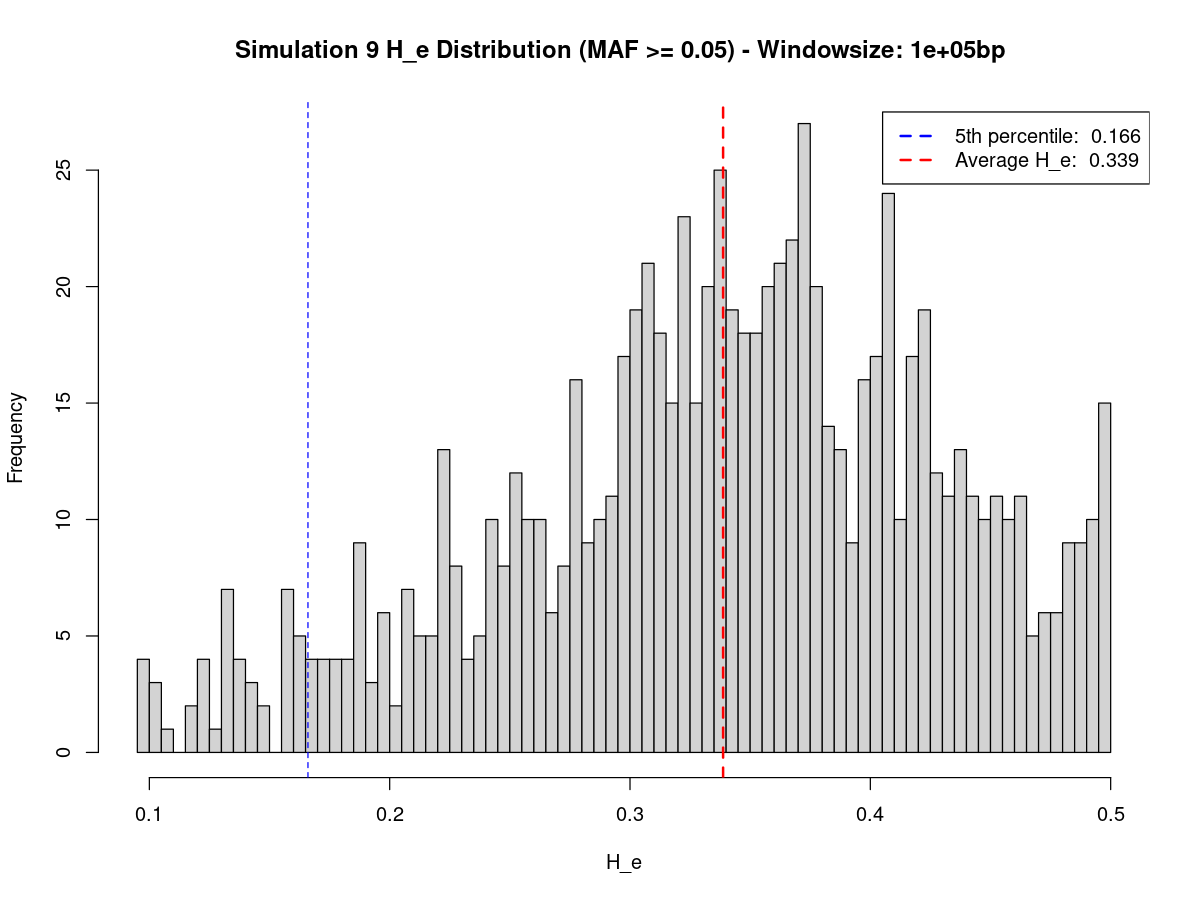 Simulation 9 H_e Distribution (MAF >= 0.05) - Windowsize: 1e+05bp
5th percentile:  0.166
Average H_e:  0.339
Frequency
25
20
15
10
5
0
0.1 0.2 0.3 0.4 0.5
H_e